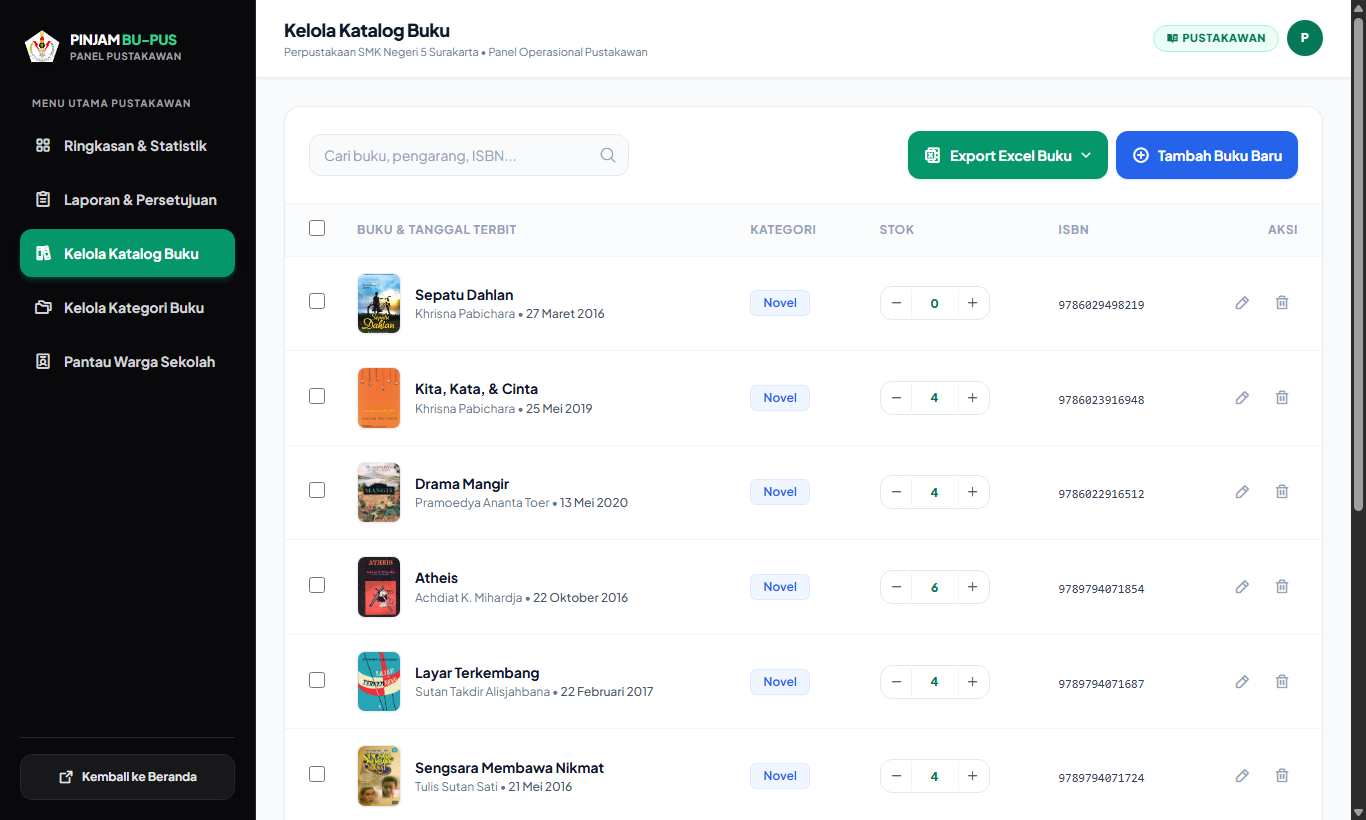 PINJAM BU-PUS
PANEL PUSTAKAWAN
MENU UTAMA PUSTAKAWAN
Ringkasan & Statistik
Laporan & Persetujuan
Kelola Katalog Buku
Kelola Kategori Buku
Pantau Warga Sekolah
Kembali ke Beranda
Kelola Katalog Buku
Perpustakaan SMK Negeri 5 Surakarta • Panel Operasional Pustakawan
PUSTAKAWAN
P
Cari buku, pengarang, ISBN...
Export Excel Buku
Tambah Buku Baru
BUKU & TANGGAL TERBIT KATEGORI STOK ISBN AKSI
Sepatu Dahlan
Khrisna Pabichara • 27 Maret 2016
Novel
− 0 +
9786029498219
Kita, Kata, & Cinta
Khrisna Pabichara • 25 Mei 2019
Novel
− 4 +
9786023916948
MANGIR
Drama Mangir
Pramoedya Ananta Toer • 13 Mei 2020
Novel
− 4 +
9786022916512
ATHEIS
Atheis
Achdiat K. Mihardja • 22 Oktober 2016
Novel
− 6 +
9789794071854
Layar Terkembang
Sutan Takdir Alisjahbana • 22 Februari 2017
Novel
− 4 +
9789794071687
Sengsara Membawa Nikmat
Tulis Sutan Sati • 21 Mei 2016
Novel
− 4 +
9789794071724